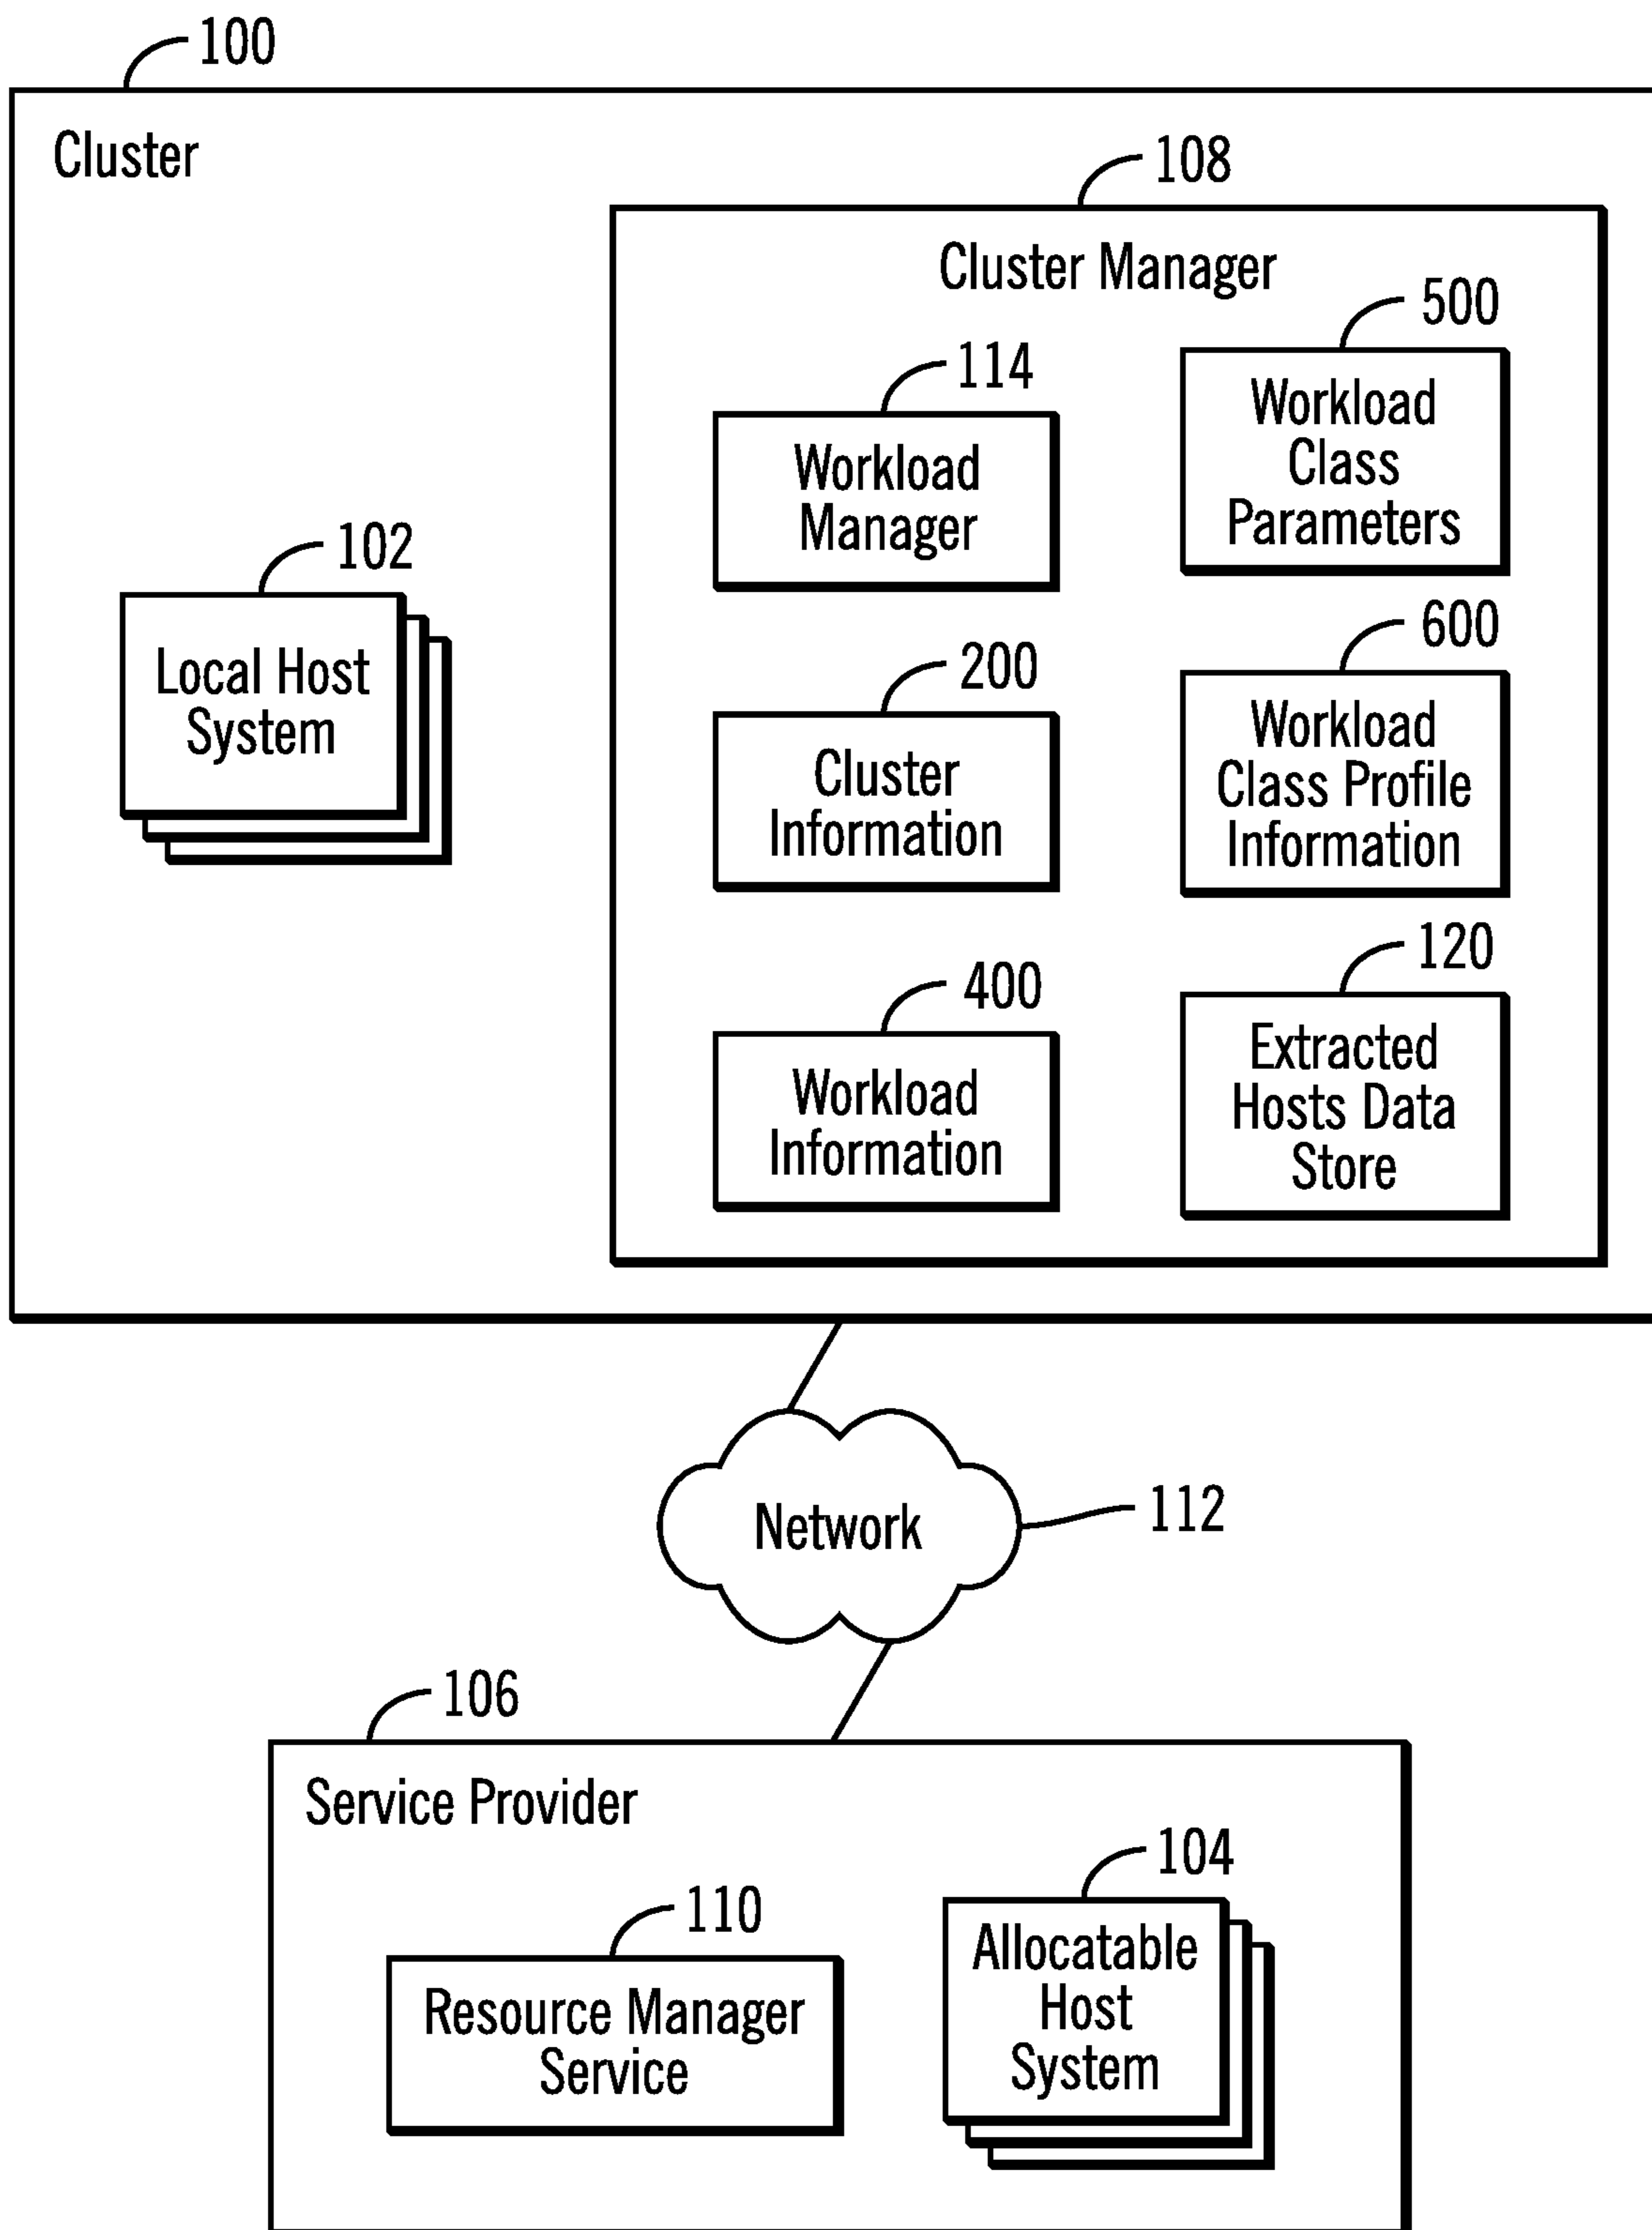 100
Cluster
108
Cluster Manager
500
114
Workload
Class
Parameters
Workload
Manager
102
600
200
Local Host
System
Workload
Class Profile
Information
Cluster
Information
120
400
Extracted
Hosts Data
Store
Workload
Information
Network
112
106
Service Provider
104
110
Allocatable
Host
System
Resource Manager
Service